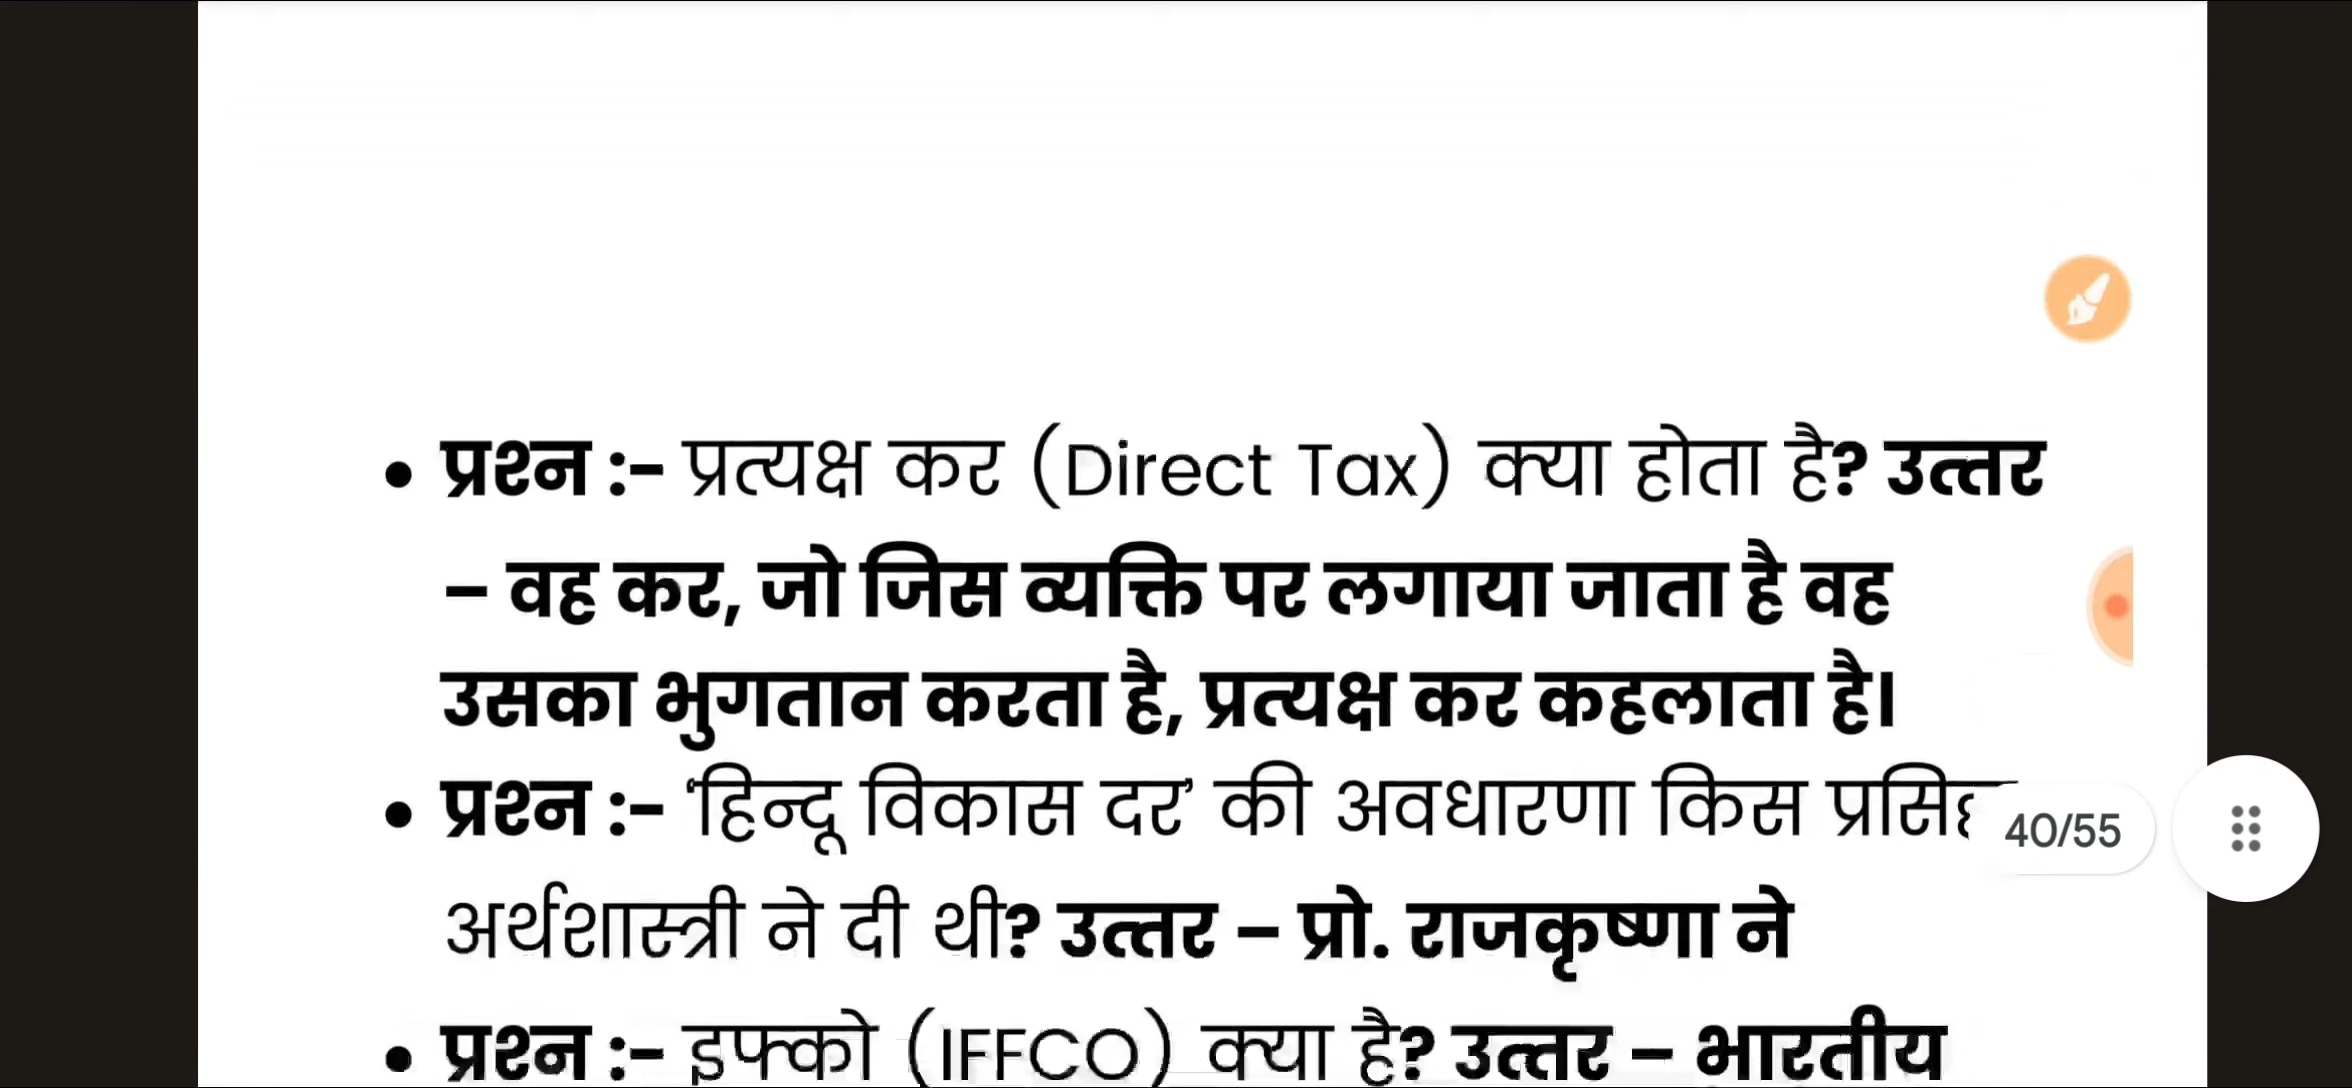 • प्रश्न :- प्रत्यक्ष कर (Direct Tax) क्या होता है? उत्तर
– वह कर, जो जिस व्यक्ति पर लगाया जाता है वह
उसका भुगतान करता है, प्रत्यक्ष कर कहलाता है।
• प्रश्न :- 'हिन्दू विकास दर' की अवधारणा किस
40/55
अर्थशास्त्री ने दी थी? उत्तर – प्रो. राजकृष्णा ने
• प्रश्न :- इफ्को (IFFCO) क्या है? उत्तर – भारतीय